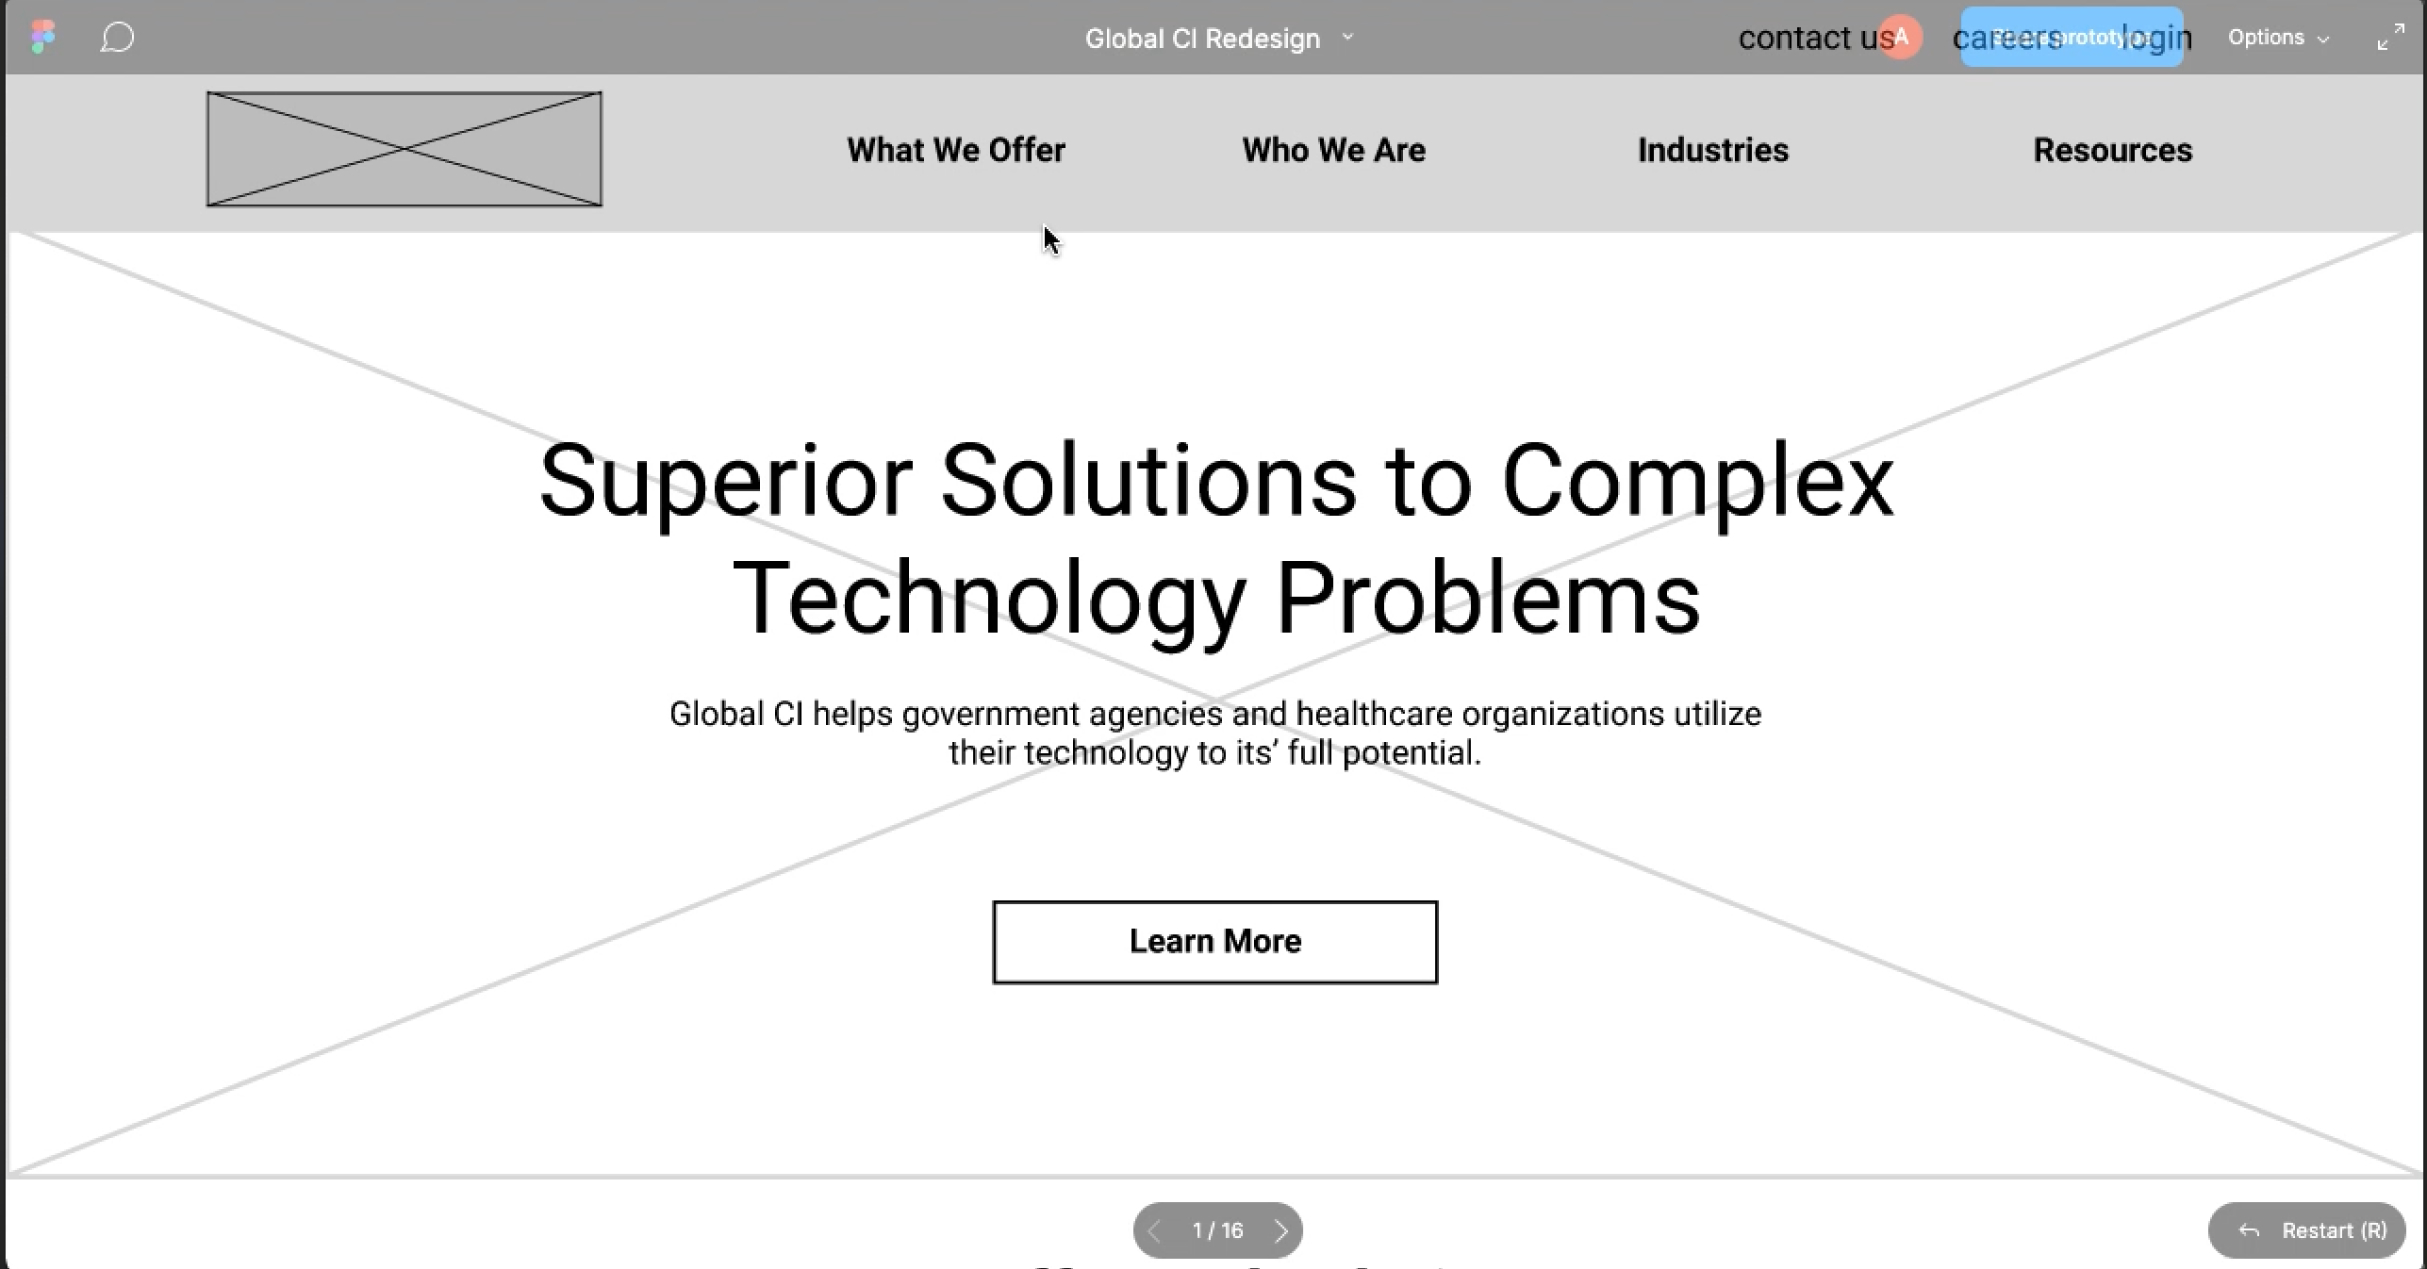 Global CI Redesign
contact us A careers login Options
What We Offer Who We Are Industries Resources
Superior Solutions to Complex
Technology Problems
Global CI helps government agencies and healthcare organizations utilize
their technology to its’ full potential.
Learn More
1 / 16
Restart (R)